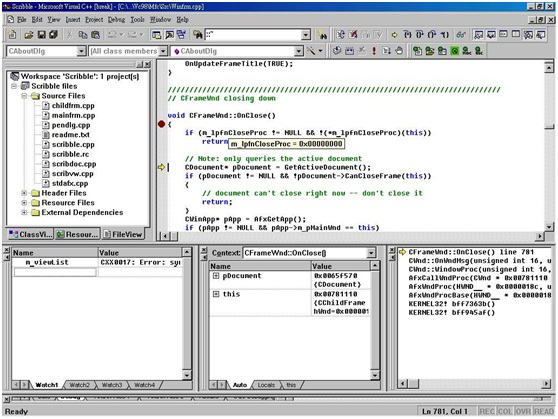 Scribble - Microsoft Visual C++ [break] - [C:\...Vc98\Mfc\Src\Winfrm.cpp]
File Edit View Insert Project Debug Tools Window Help
::~
CAboutDlg
(All class members)
CAboutDlg
Workspace 'Scribble': 1 project(s)
Scribble files
Source Files
childfrm.cpp
mainfrm.cpp
pendlg.cpp
readme.txt
scribble.cpp
scribble.rc
scribdoc.cpp
scribvw.cpp
stdafx.cpp
Header Files
Resource Files
External Dependencies
ClassVi...
Resour...
FileView
OnUpdateFrameTitle(TRUE);
}
// CFrameWnd closing down
void CFrameWnd::OnClose()
{
if (m_lpfnCloseProc != NULL && !(*m_lpfnCloseProc)(this))
return
m_lpfnCloseProc = 0x00000000
// Note: only queries the active document
CDocument* pDocument = GetActiveDocument();
if (pDocument != NULL && !pDocument->CanCloseFrame(this))
{
// document can't close right now -- don't close it
return;
}
CWinApp* pApp = AfxGetApp();
if (pApp != NULL && pApp->m_pMainWnd == this)
Name Value
m_viewList CXX0017: Error: sy
Watch1 Watch2 Watch3 Watch4
Context: CFrameWnd::OnClose()
Name Value
pDocument 0x0065f570
{CDocument}
this 0x00781110
{CChildFrame
hWnd=0x00001
Auto Locals this
CFrameWnd::OnClose() line 781
CWnd::OnWndMsg(unsigned int 16, u
CWnd::WindowProc(unsigned int 16,
AfxCallWndProc(CWnd * 0x00781110
AfxWndProc(HWND__ * 0x0000018c, u
AfxWndProcBase(HWND__ * 0x0000018
KERNEL32! bff7363b()
KERNEL32! bff945af()
Ready
Ln 781, Col 1
REC COL OVR READ